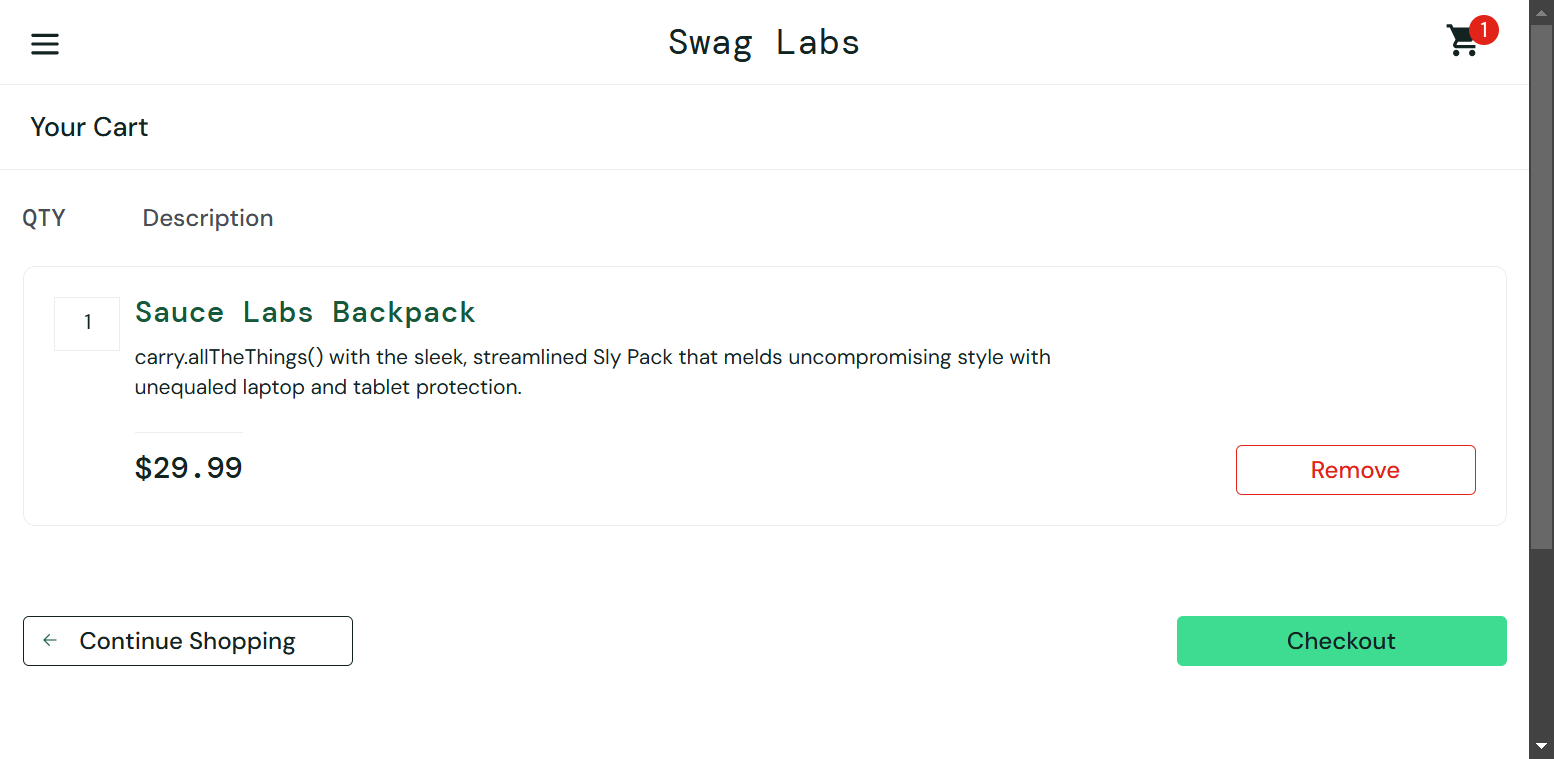 Swag Labs
1
Your Cart
QTY Description
1
Sauce Labs Backpack
carry.allTheThings() with the sleek, streamlined Sly Pack that melds uncompromising style with
unequaled laptop and tablet protection.
$29.99
Remove
Continue Shopping
Checkout